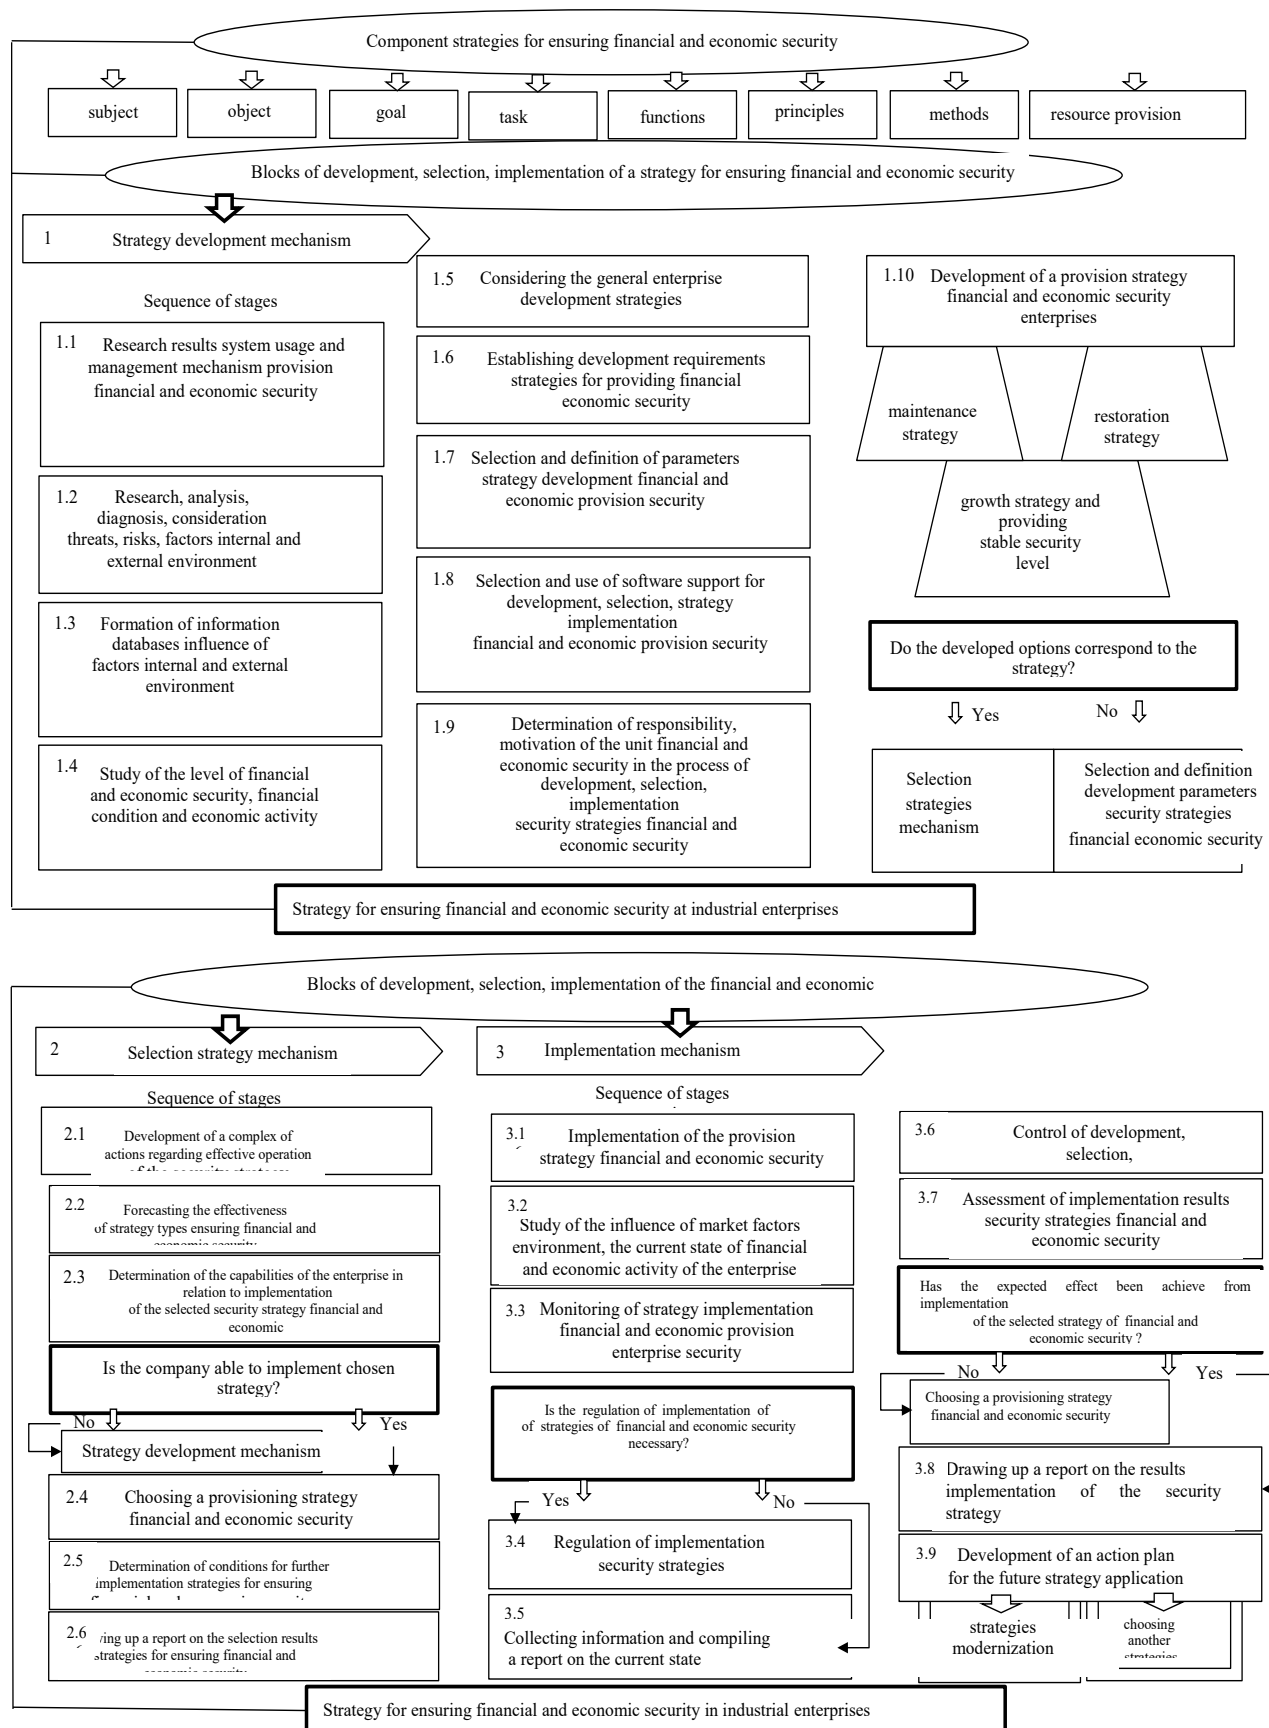 Component strategies for ensuring financial and economic security
subject
object
goal
task
functions
principles
methods
resource provision
Blocks of development, selection, implementation of a strategy for ensuring financial and economic security
1 Strategy development mechanism
Sequence of stages
1.1 Research results system usage and
management mechanism provision
financial and economic security
1.2 Research, analysis,
diagnosis, consideration
threats, risks, factors internal and
external environment
1.3 Formation of information
databases influence of
factors internal and external
environment
1.4 Study of the level of financial
and economic security, financial
condition and economic activity
1.5 Considering the general enterprise
development strategies
1.6 Establishing development requirements
strategies for providing financial
economic security
1.7 Selection and definition of parameters
strategy development financial and
economic provision security
1.8 Selection and use of software support for
development, selection, strategy
implementation
financial and economic provision security
1.9 Determination of responsibility,
motivation of the unit financial and
economic security in the process of
development, selection,
implementation
security strategies financial and
economic security
1.10 Development of a provision strategy
financial and economic security
enterprises
maintenance
strategy
restoration
strategy
growth strategy and
providing
stable security
level
Do the developed options correspond to the
strategy?
Yes
No
Selection
strategies
mechanism
Selection and definition
development parameters
security strategies
financial economic security
Strategy for ensuring financial and economic security at industrial enterprises
Blocks of development, selection, implementation of the financial and economic
2 Selection strategy mechanism
Sequence of stages
2.1 Development of a complex of
actions regarding effective operation
of the security strategy
2.2 Forecasting the effectiveness
of strategy types ensuring financial and
economic security
2.3 Determination of the capabilities of the enterprise in
relation to implementation
of the selected security strategy financial and
economic
Is the company able to implement chosen
strategy?
No
Yes
Strategy development mechanism
2.4 Choosing a provisioning strategy
financial and economic security
2.5 Determination of conditions for further
implementation strategies for ensuring
2.6 ving up a report on the selection results
strategies for ensuring financial and
economic security
3 Implementation mechanism
Sequence of stages
3.1 Implementation of the provision
strategy financial and economic security
3.2
Study of the influence of market factors
environment, the current state of financial
and economic activity of the enterprise
3.3 Monitoring of strategy implementation
financial and economic provision
enterprise security
Is the regulation of implementation of
of strategies of financial and economic security
necessary?
Yes
No
3.4 Regulation of implementation
security strategies
3.5
Collecting information and compiling
a report on the current state
3.6 Control of development,
selection,
3.7 Assessment of implementation results
security strategies financial and
economic security
Has the expected effect been achieve from
implementation
of the selected strategy of financial and
economic security ?
No
Yes
Choosing a provisioning strategy
financial and economic security
3.8 Drawing up a report on the results
implementation of the security
strategy
3.9 Development of an action plan
for the future strategy application
strategies
modernization
choosing
another
strategies
Strategy for ensuring financial and economic security in industrial enterprises